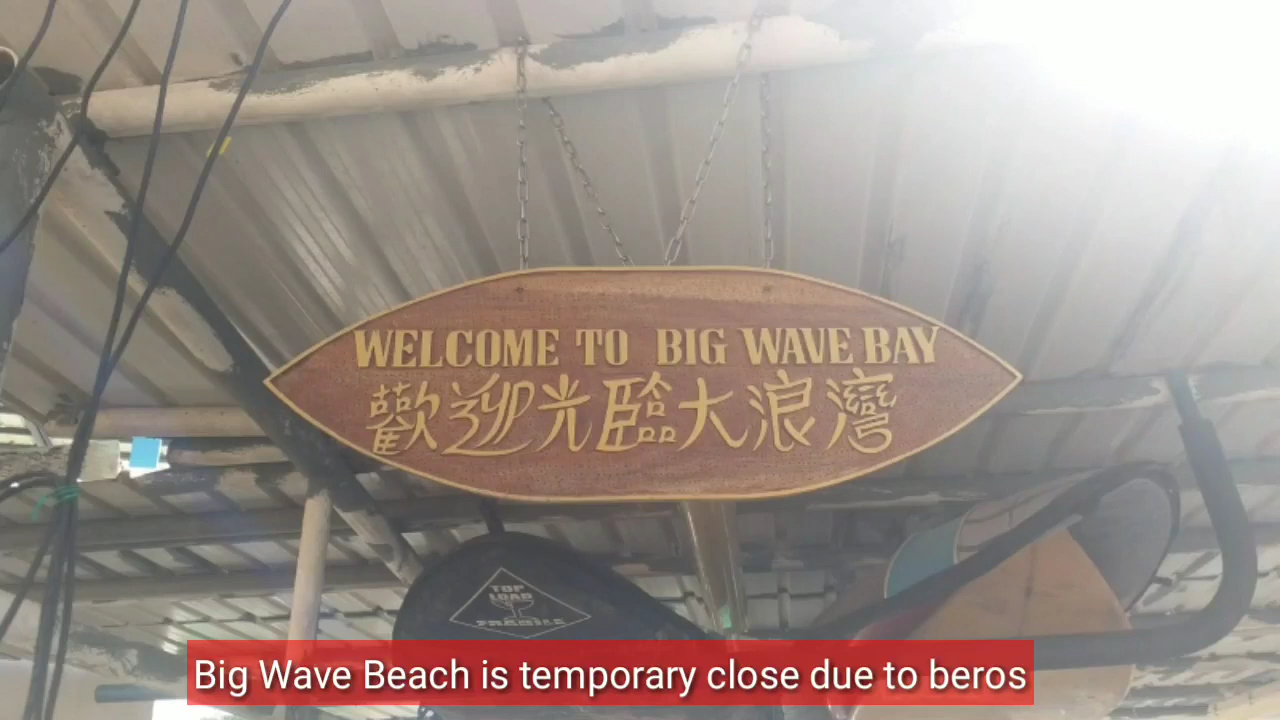 WELCOME TO BIG WAVE BAY
歡迎光臨大浪灣
TOP
LOAD
Big Wave Beach is temporary close due to beros